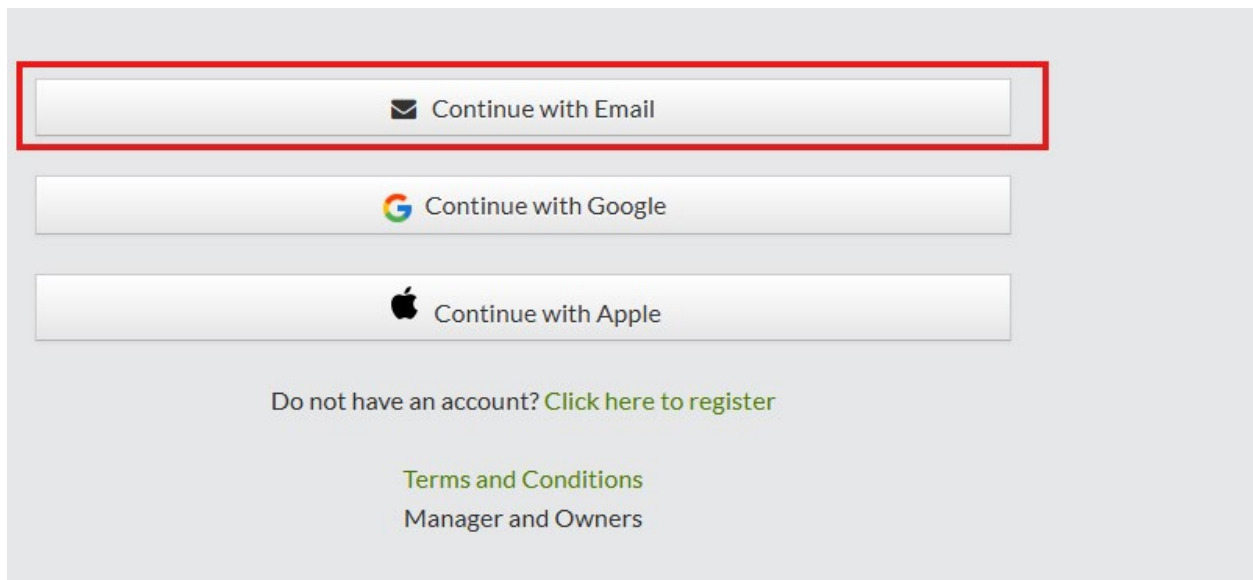 Continue with Email
Continue with Google
Continue with Apple
Do not have an account? Click here to register
Terms and Conditions
Manager and Owners